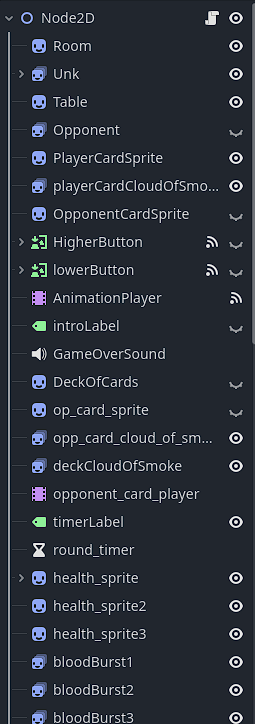 Node2D
Room
Unk
Table
Opponent
PlayerCardSprite
playerCardCloudOfSmo...
OpponentCardSprite
HigherButton
lowerButton
AnimationPlayer
introLabel
GameOverSound
DeckOfCards
op_card_sprite
opp_card_cloud_of_sm...
deckCloudOfSmoke
opponent_card_player
timerLabel
round_timer
health_sprite
health_sprite2
health_sprite3
bloodBurst1
bloodBurst2
bloodBurst3